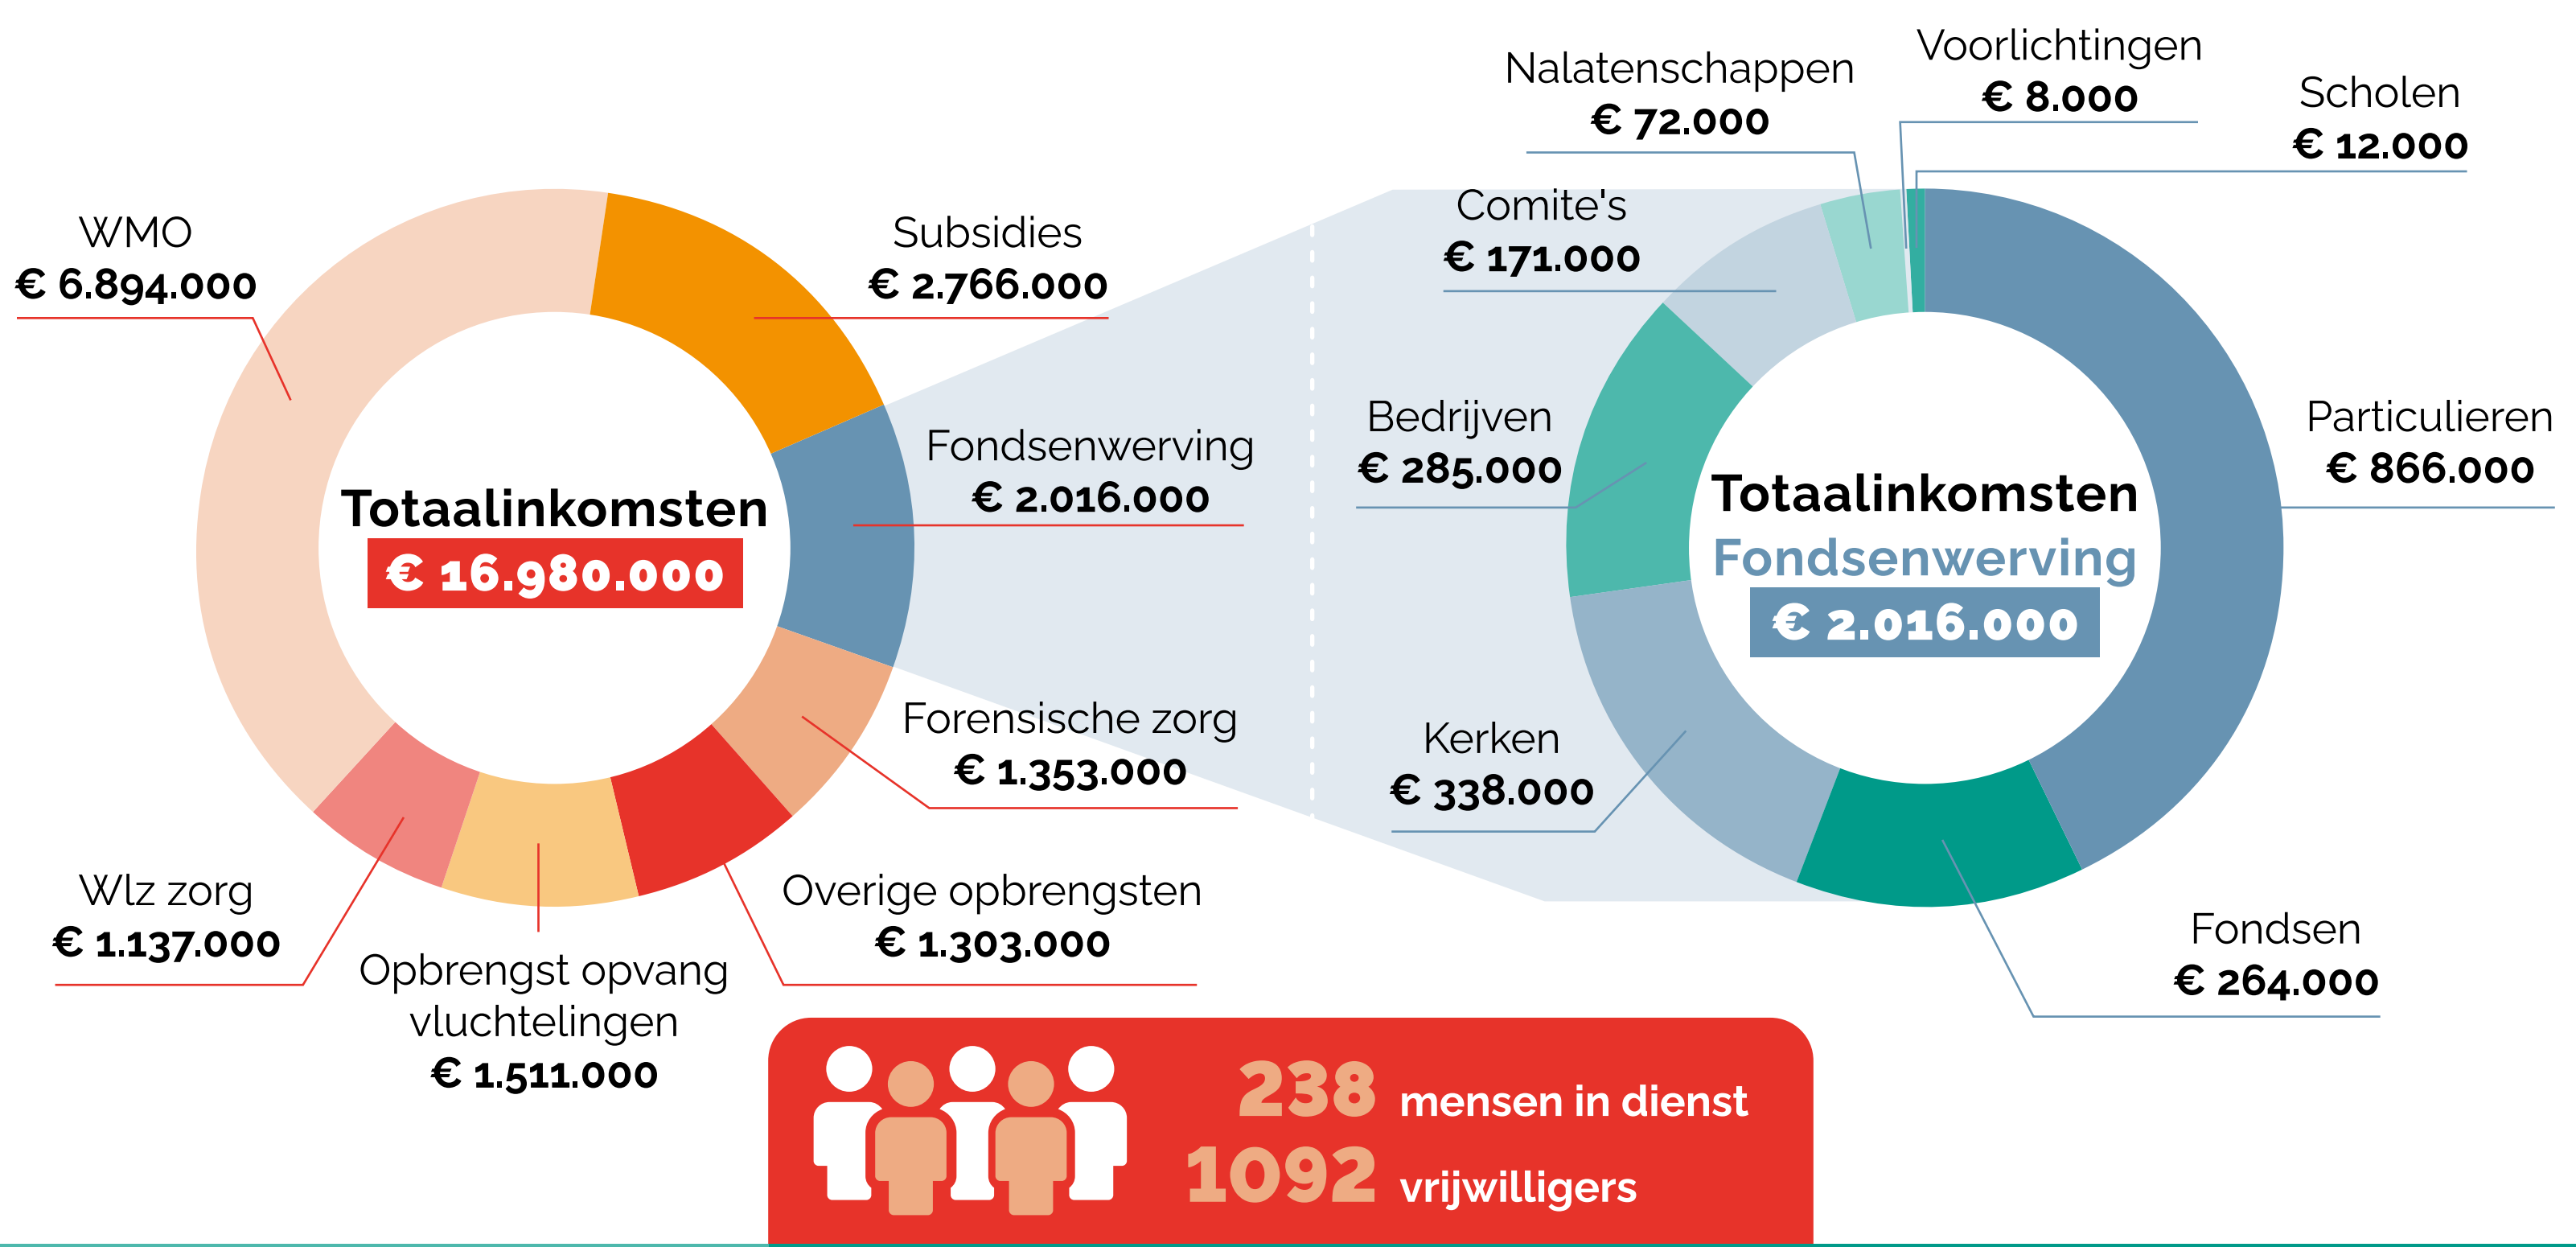 WMO
€ 6.894.000
Subsidies
€ 2.766.000
Fondsenwerving
€ 2.016.000
Totaalinkomsten
€ 16.980.000
Forensische zorg
€ 1.353.000
Overige opbrengsten
€ 1.303.000
Opbrengst opvang
vluchtelingen
€ 1.511.000
Wlz zorg
€ 1.137.000
Nalatenschappen
€ 72.000
Voorlichtingen
€ 8.000
Scholen
€ 12.000
Comite's
€ 171.000
Bedrijven
€ 285.000
Particulieren
€ 866.000
Totaalinkomsten
Fondsenwerving
€ 2.016.000
Kerken
€ 338.000
Fondsen
€ 264.000
238 mensen in dienst
1092 vrijwilligers